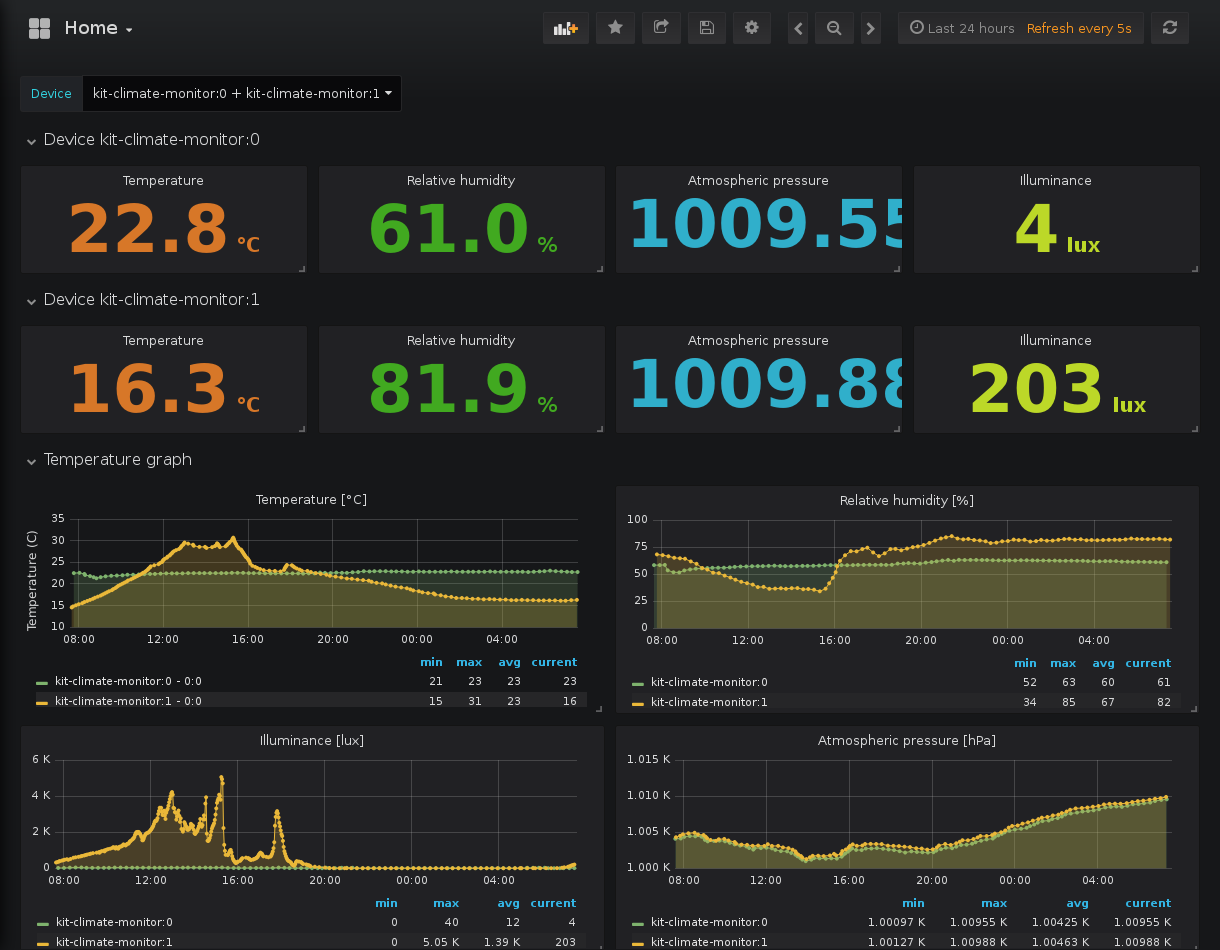 Home
Last 24 hours Refresh every 5s
Device kit-climate-monitor:0 + kit-climate-monitor:1
Device kit-climate-monitor:0
Temperature Relative humidity Atmospheric pressure Illuminance
22.8 °C 61.0 % 1009.55 4 lux
Device kit-climate-monitor:1
Temperature Relative humidity Atmospheric pressure Illuminance
16.3 °C 81.9 % 1009.88 203 lux
Temperature graph
Temperature [°C]
Temperature (C)
35
30
25
20
15
10
08:00 12:00 16:00 20:00 00:00 04:00
min max avg current
kit-climate-monitor:0 - 0:0 21 23 23 23
kit-climate-monitor:1 - 0:0 15 31 23 16
Relative humidity [%]
100
75
50
25
0
08:00 12:00 16:00 20:00 00:00 04:00
min max avg current
kit-climate-monitor:0 52 63 60 61
kit-climate-monitor:1 34 85 67 82
Illuminance [lux]
6 K
4 K
2 K
0
08:00 12:00 16:00 20:00 00:00 04:00
min max avg current
kit-climate-monitor:0 0 40 12 4
kit-climate-monitor:1 0 5.05 K 1.39 K 203
Atmospheric pressure [hPa]
1.015 K
1.010 K
1.005 K
1.000 K
08:00 12:00 16:00 20:00 00:00 04:00
min max avg current
kit-climate-monitor:0 1.00097 K 1.00955 K 1.00425 K 1.00955 K
kit-climate-monitor:1 1.00127 K 1.00988 K 1.00463 K 1.00988 K